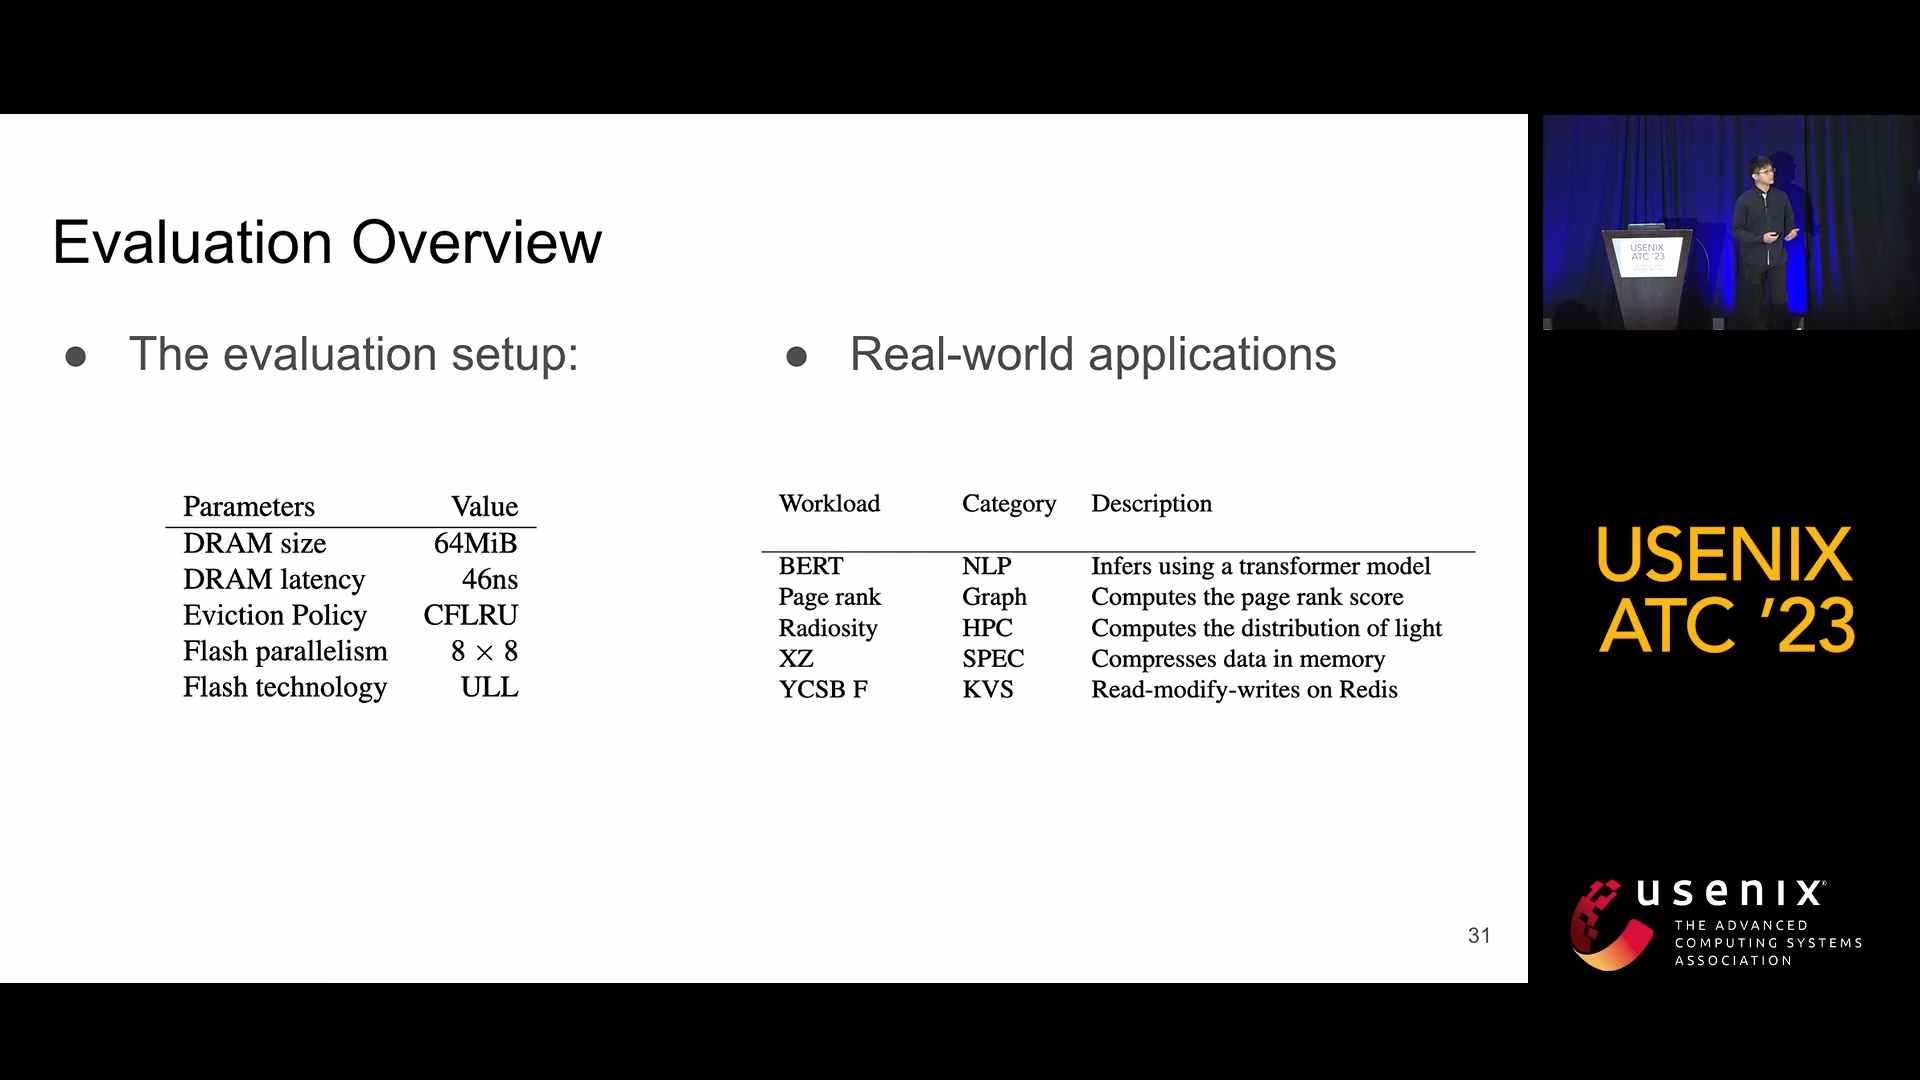 Evaluation Overview
● The evaluation setup:
Parameters Value
DRAM size 64MiB
DRAM latency 46ns
Eviction Policy CFLRU
Flash parallelism 8 × 8
Flash technology ULL
● Real-world applications
Workload Category Description
BERT NLP Infers using a transformer model
Page rank Graph Computes the page rank score
Radiosity HPC Computes the distribution of light
XZ SPEC Compresses data in memory
YCSB F KVS Read-modify-writes on Redis
31
USENIX
ATC '23
USENIX
ATC ’23
usenix®
THE ADVANCED
COMPUTING SYSTEMS
ASSOCIATION